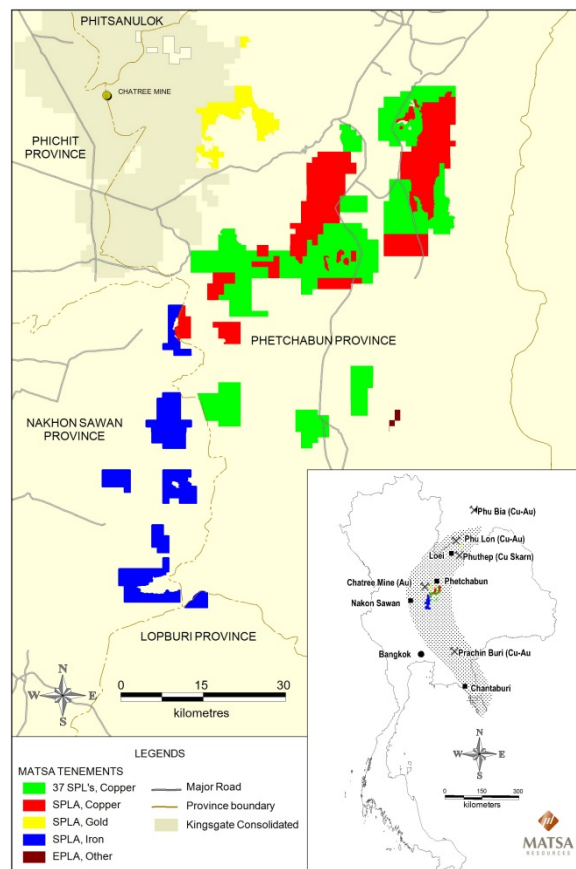 PHITSANULOK
CHATREE MINE
PHICHIT
PROVINCE
PHETCHABUN PROVINCE
NAKHON SAWAN
PROVINCE
LOPBURI PROVINCE
N
W E
S
0 15 30
kilometres
LEGENDS
MATSA TENEMENTS
37 SPL's, Copper
SPLA, Copper
SPLA, Gold
SPLA, Iron
EPLA, Other
Major Road
Province boundary
Kingsgate Consolidated
Phu Bia (Cu-Au)
Phu Lon (Cu-Au)
Loei
Phuthep (Cu Skarn)
Chatree Mine (Au)
Phetchabun
Nakon Sawan
Bangkok
Prachin Buri (Cu-Au
Chantaburi
N
W E
S
0 150 300
kilometres
MATSA
RESOURCES